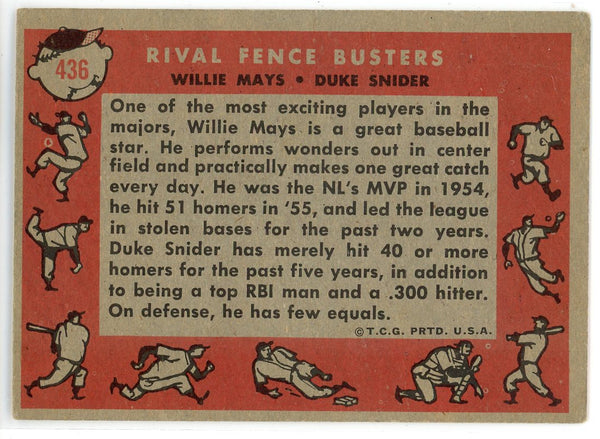 436
RIVAL FENCE BUSTERS
WILLIE MAYS • DUKE SNIDER
One of the most exciting players in the
majors, Willie Mays is a great baseball
star. He performs wonders out in center
field and practically makes one great catch
every day. He was the NL's MVP in 1954,
he hit 51 homers in '55, and led the league
in stolen bases for the past two years.
Duke Snider has merely hit 40 or more
homers for the past five years, in addition
to being a top RBI man and a .300 hitter.
On defense, he has few equals.
© T.C.G. PRTD. U.S.A.